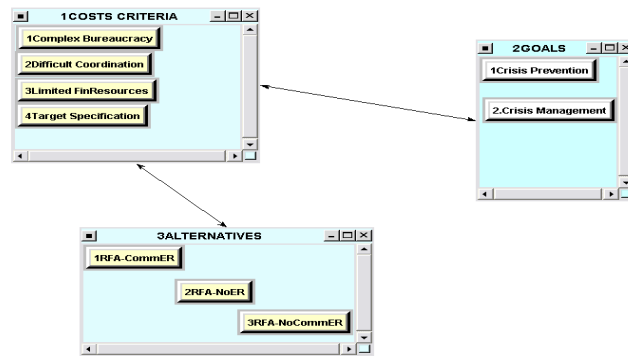 1COSTS CRITERIA
1Complex Bureaucracy
2Difficult Coordination
3Limited FinResources
4Target Specification
2GOALS
1Crisis Prevention
2.Crisis Management
3ALTERNATIVES
1RFA-CommER
2RFA-NoER
3RFA-NoCommER